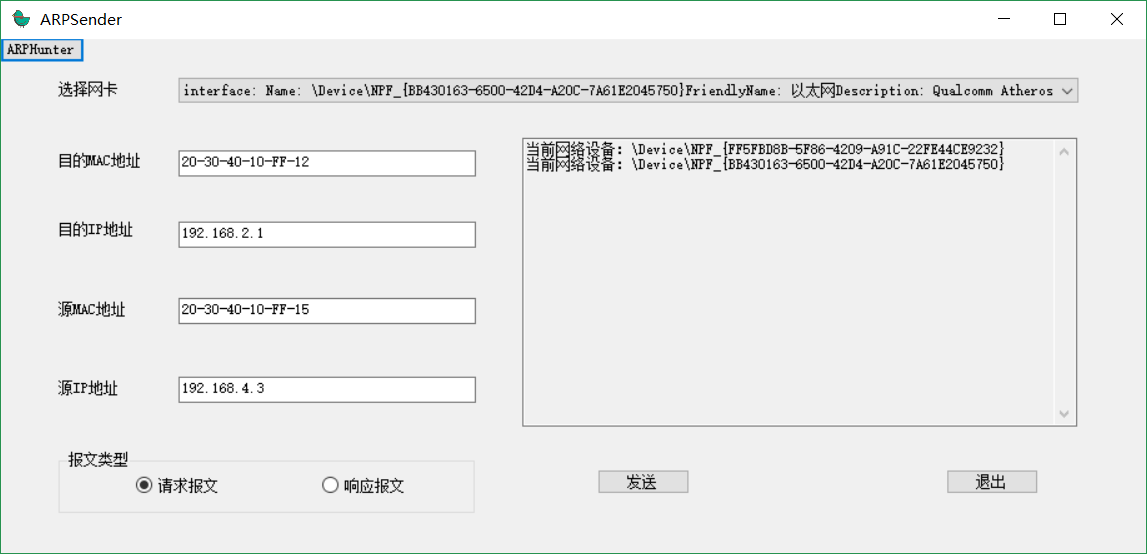 ARPSender
ARPHunter
选择网卡
interface: Name: \Device\NPF_{BB430163-6500-42D4-A20C-7A61E2045750}FriendlyName: 以太网Description: Qualcomm Atheros
目的MAC地址
20-30-40-10-FF-12
目的IP地址
192.168.2.1
源MAC地址
20-30-40-10-FF-15
源IP地址
192.168.4.3
当前网络设备: \Device\NPF_{FF5FBD8B-5F86-4209-A91C-22FE44CE9232}
当前网络设备: \Device\NPF_{BB430163-6500-42D4-A20C-7A61E2045750}
报文类型
请求报文
响应报文
发送
退出